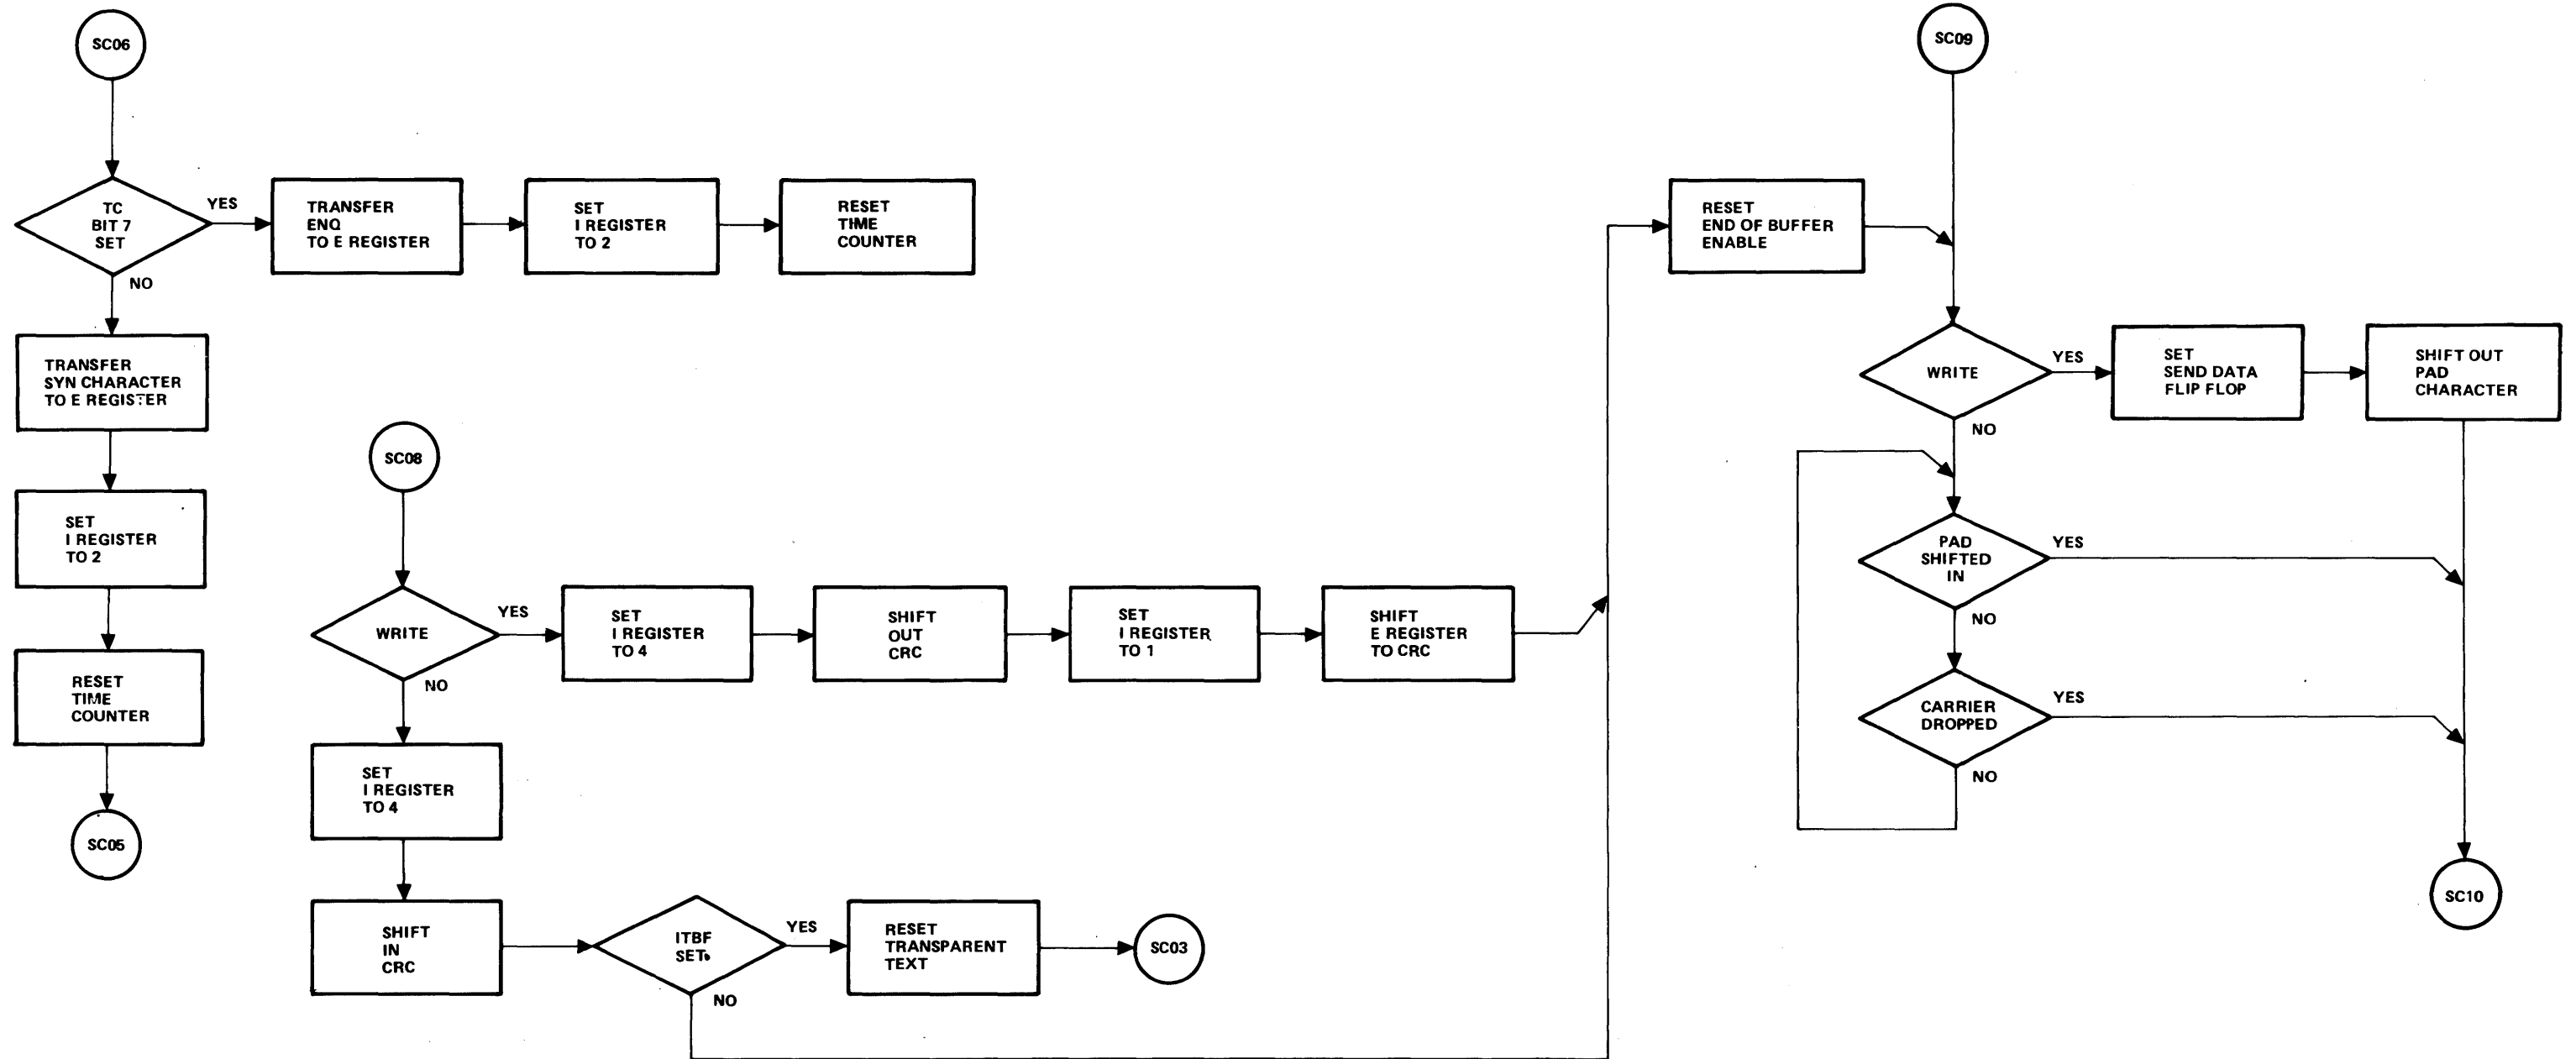 SC06
TC
BIT 7
SET
YES
TRANSFER
ENQ
TO E REGISTER
SET
I REGISTER
TO 2
RESET
TIME
COUNTER
NO
TRANSFER
SYN CHARACTER
TO E REGISTER
SET
I REGISTER
TO 2
RESET
TIME
COUNTER
SC05
SC08
WRITE
YES
SET
I REGISTER
TO 4
SHIFT
OUT
CRC
SET
I REGISTER
TO 1
SHIFT
E REGISTER
TO CRC
NO
SET
I REGISTER
TO 4
SHIFT
IN
CRC
ITBF
SET
YES
RESET
TRANSPARENT
TEXT
SC03
NO
RESET
END OF BUFFER
ENABLE
SC09
WRITE
YES
SET
SEND DATA
FLIP FLOP
SHIFT OUT
PAD
CHARACTER
NO
PAD
SHIFTED
IN
YES
NO
CARRIER
DROPPED
YES
NO
SC10